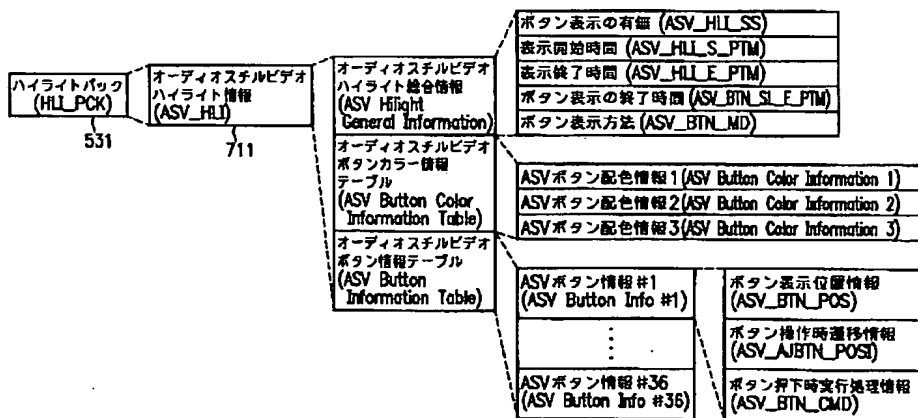 ハイライトパック
(HLI_PCK)
531
オーディオスチルビデオ
ハイライト情報
(ASV_HLI)
711
オーディオスチルビデオ
ハイライト総合情報
(ASV Hilight
General Information)
オーディオスチルビデオ
ボタンカラー情報
テーブル
(ASV Button Color
Information Table)
オーディオスチルビデオ
ボタン情報テーブル
(ASV Button
Information Table)
ボタン表示の有無 (ASV_HLI_SS)
表示開始時間 (ASV_HLI_S_PTM)
表示終了時間 (ASV_HLI_E_PTM)
ボタン表示の終了時間 (ASV_BTN_SL_E_PTM)
ボタン表示方法 (ASV_BTN_MD)
ASVボタン配色情報1 (ASV Button Color Information 1)
ASVボタン配色情報2 (ASV Button Color Information 2)
ASVボタン配色情報3 (ASV Button Color Information 3)
ASVボタン情報#1
(ASV Button Info #1)
⋮
ASVボタン情報#36
(ASV Button Info #36)
ボタン表示位置情報
(ASV_BTN_POS)
ボタン操作時遷移情報
(ASV_AJBTN_POSI)
ボタン押下時実行処理情報
(ASV_BTN_CMD)